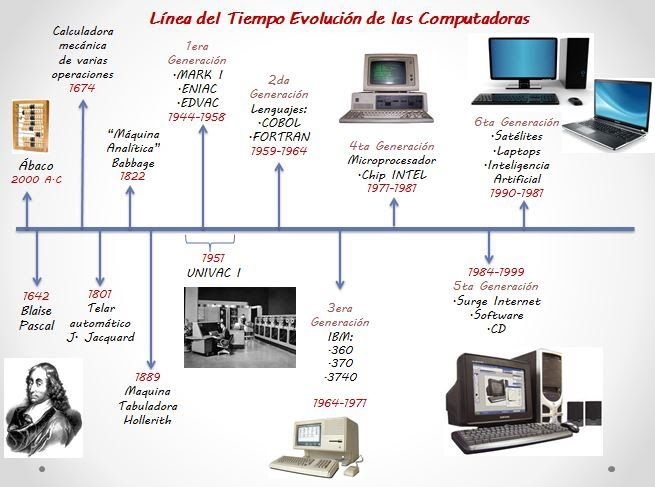 Línea del Tiempo Evolución de las Computadoras
Ábaco
2000 A.C
Calculadora
mecánica
de varias
operaciones
1674
"Máquina
Analítica"
Babbage
1822
1era
Generación
•MARK I
•ENIAC
•EDVAC
1944-1958
2da
Generación
Lenguajes:
•COBOL
•FORTRAN
1959-1964
4ta Generación
Microprocesador
•Chip INTEL
1971-1981
6ta Generación
•Satélites
•Laptops
•Inteligencia
Artificial
1990-1981
1642
Blaise
Pascal
1801
Telar
automático
J. Jacquard
1889
Maquina
Tabuladora
Hollerith
1951
UNIVAC I
3era
Generación
IBM:
•360
•370
•3740
1964-1971
1984-1999
5ta Generación
•Surge Internet
•Software
•CD